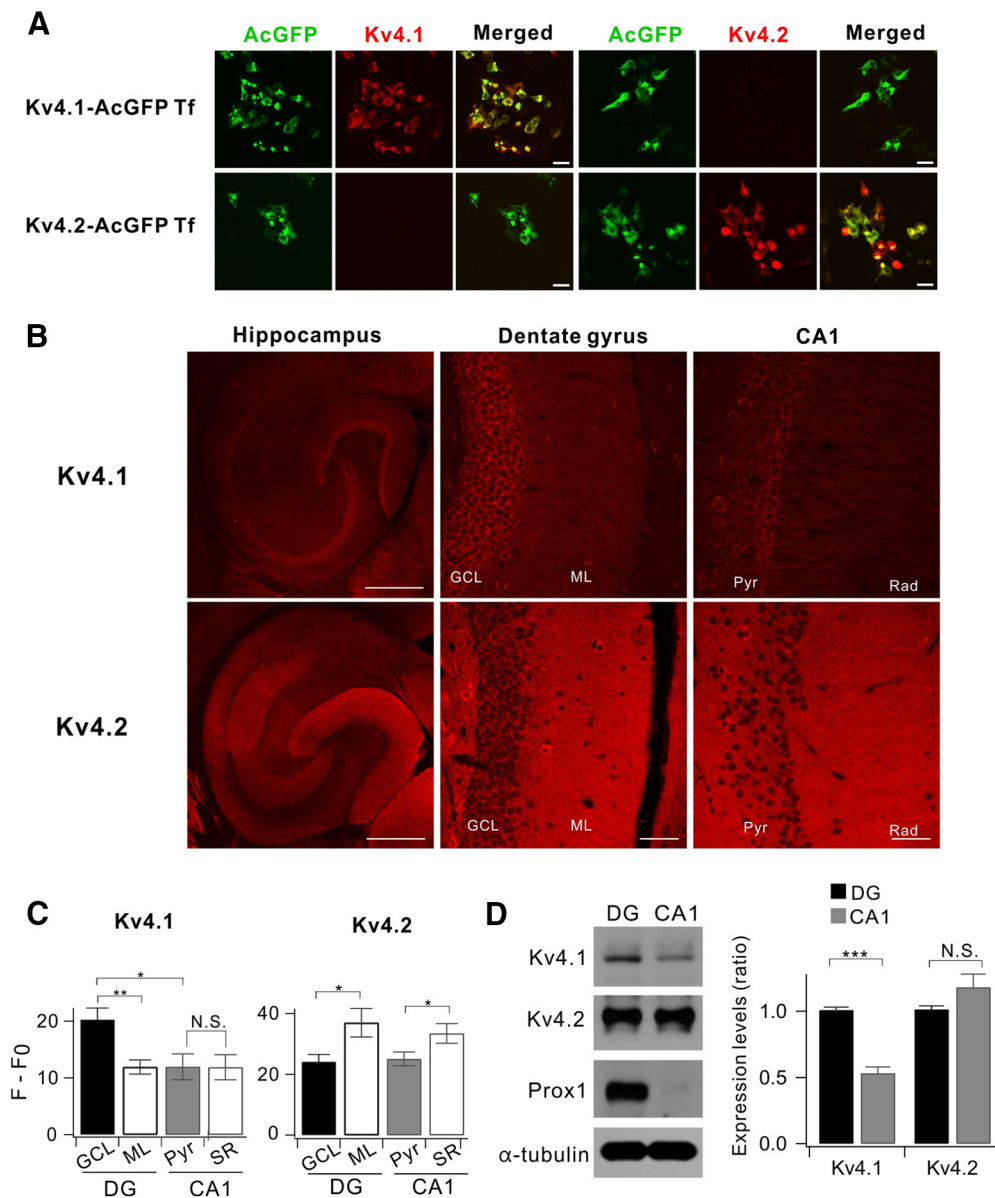 A
AcGFP Kv4.1 Merged AcGFP Kv4.2 Merged
Kv4.1-AcGFP Tf
Kv4.2-AcGFP Tf
B
Hippocampus Dentate gyrus CA1
Kv4.1
GCL ML Pyr Rad
Kv4.2
GCL ML Pyr Rad
C
Kv4.1
F - F0
20
10
0
*
**
N.S.
GCL ML Pyr SR
DG CA1
Kv4.2
40
20
0
*
*
GCL ML Pyr SR
DG CA1
D
DG CA1
Kv4.1
Kv4.2
Prox1
α-tubulin
DG
CA1
Expression levels (ratio)
1.0
0.5
0.0
***
N.S.
Kv4.1 Kv4.2